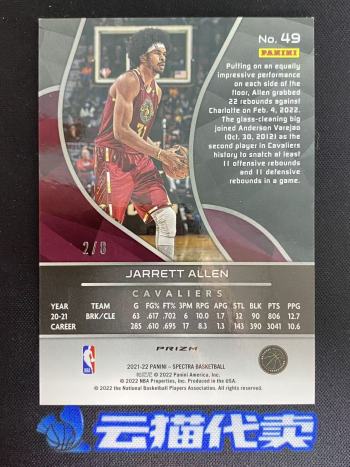 No. 49
PANINI
Putting on an equally
impressive performance
on each side of the
floor, Allen grabbed
22 rebounds against
Charlotte on Feb. 4, 2022.
The glass-cleaning big
joined Anderson Varejao
(Oct. 30, 2012) as the
second player in Cavaliers
history to snatch at least
11 offensive rebounds
and 11 defensive
rebounds in a game.
2/8
JARRETT ALLEN
CAVALIERS
YEAR TEAM G FG% FT% 3PM RPG APG STL BLK PTS PPG
20-21 BRK/CLE 63 .617 .702 6 10.0 1.7 32 90 806 12.7
CAREER 285 .610 .695 17 8.3 1.3 143 390 3041 10.6
PRIZM
2021-22 PANINI – SPECTRA BASKETBALL
帕尼尼 © 2022 Panini America, Inc.
© 2022 NBA Properties, Inc. Produced in the USA.
© 2022 the National Basketball Players Association. All rights reserved.
云猫代卖